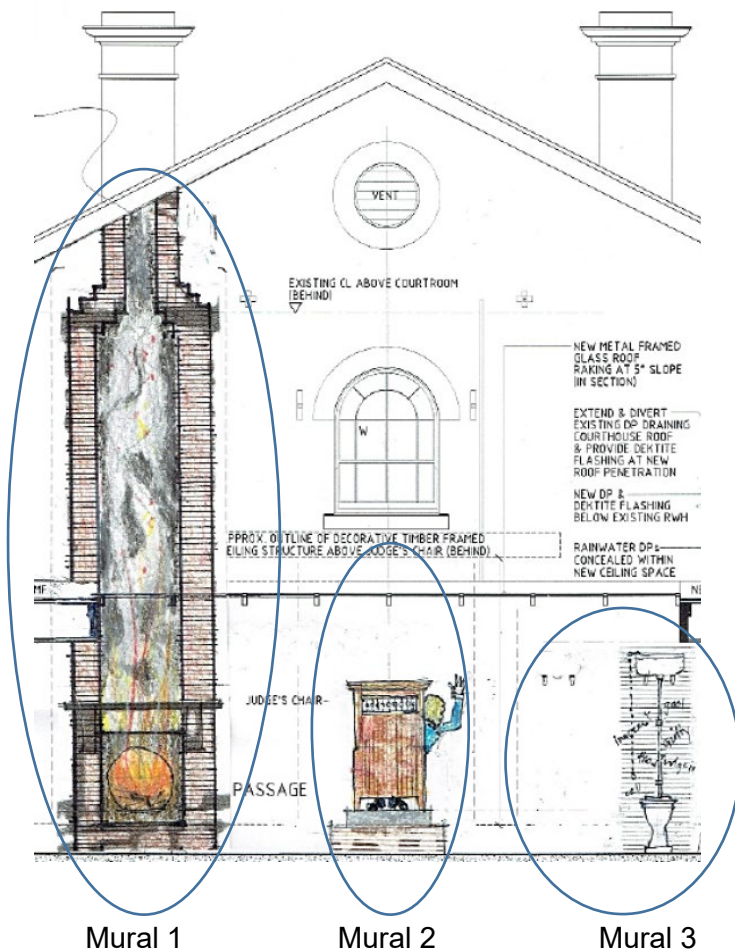 VENT
EXISTING CL ABOVE COURTROOM
(BEHIND)
NEW METAL FRAMED
GLASS ROOF
RAKING AT 5° SLOPE
(IN SECTION)
W
EXTEND & DIVERT
EXISTING DP DRAINING
COURTHOUSE ROOF
& PROVIDE DEKTITE
FLASHING AT NEW
ROOF PENETRATION
NEW DP &
DEKTITE FLASHING
BELOW EXISTING RWH
PPROX. OUTLINE OF DECORATIVE TIMBER FRAMED
EILING STRUCTURE ABOVE JUDGE'S CHAIR (BEHIND)
RAINWATER DPs
CONCEALED WITHIN
NEW CEILING SPACE
MF
NE
JUDGE'S CHAIR
PASSAGE
Mural 1
Mural 2
Mural 3